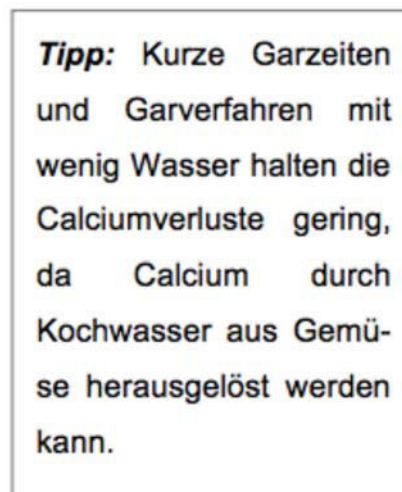 Tipp: Kurze Garzeiten
und Garverfahren mit
wenig Wasser halten die
Calciumverluste gering,
da Calcium durch
Kochwasser aus Gemü-
se herausgelöst werden
kann.